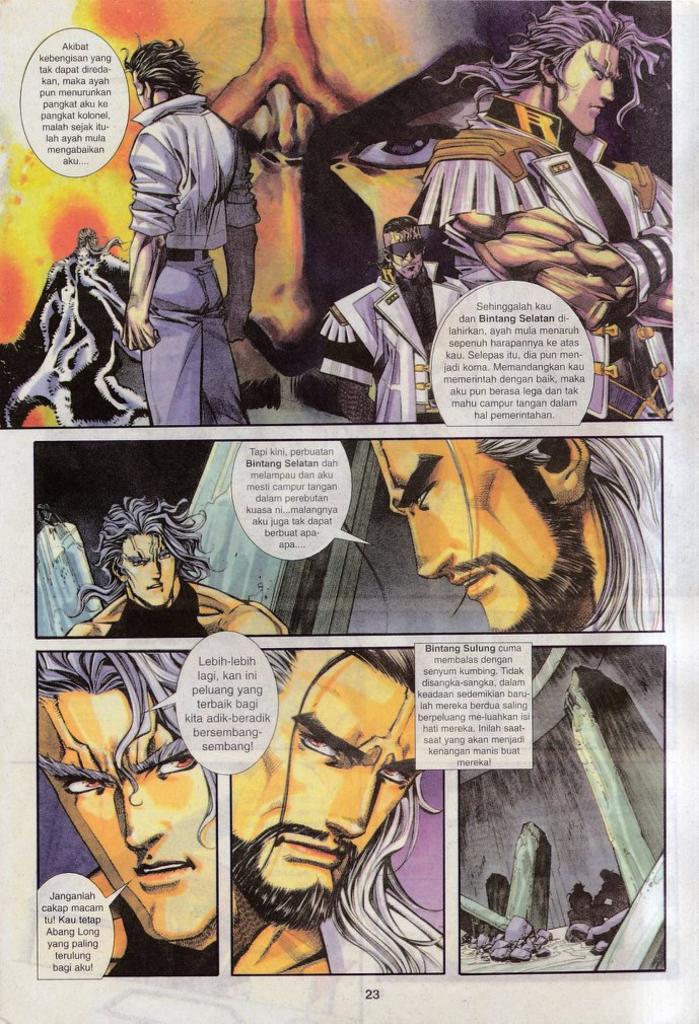 Akibat
kebengisan yang
tak dapat diredа-
kan, maka ayah
pun menurunkan
pangkat aku ke
pangkat kolonel,
malah sejak itu-
lah ayah mula
mengabaikan
aku....
R
Sehinggalah kau
dan Bintang Selatan di-
lahirkan, ayah mula menaruh
sepenuh harapannya ke atas
kau. Selepas itu, dia pun men-
jadi koma. Memandangkan kau
memerintah dengan baik, maka
aku pun berasa lega dan tak
mahu campur tangan dalam
hal pemerintahan.
Tapi kini, perbuatan
Bintang Selatan dah
melampau dan aku
mesti campur tangan
dalam perebutan
kuasa ni...malangnya
aku juga tak dapat
berbuat apa-
apa....
Lebih-lebih
lagi, kan ini
peluang yang
terbaik bagi
kita adik-beradik
bersembang-
sembang!
Janganlah
cakap macam
tu! Kau tetap
Abang Long
yang paling
terulung
bagi aku!
Bintang Sulung cuma
membalas dengan
senyum kumbing. Tidak
disangka-sangka, dalam
keadaan sedemikian baru-
lah mereka berdua saling
berpeluang me-luahkan isi
hati mereka. Inilah saat-
saat yang akan menjadi
kenangan manis buat
mereka!
23